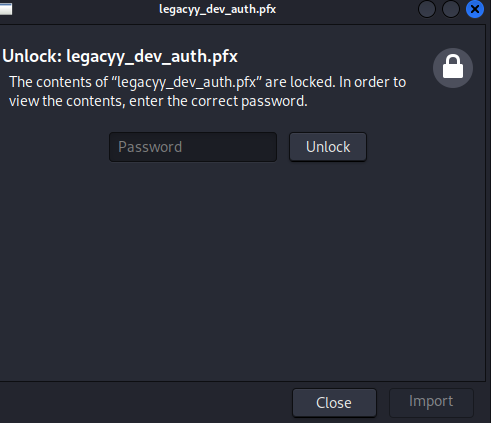 legacyy_dev_auth.pfx
Unlock: legacyy_dev_auth.pfx
The contents of “legacyy_dev_auth.pfx” are locked. In order to
view the contents, enter the correct password.
Password
Unlock
Close
Import